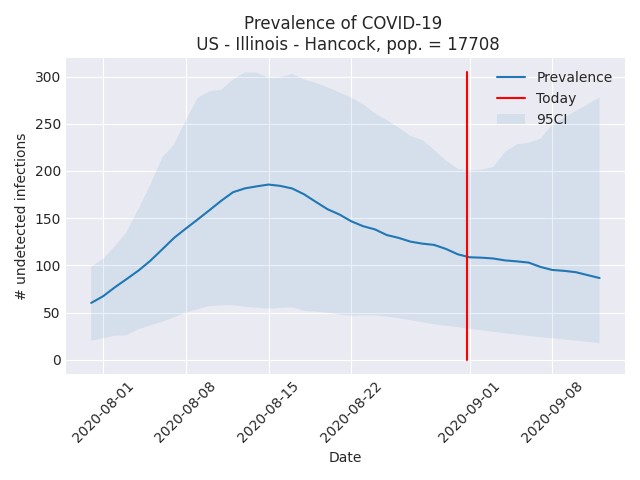 Prevalence of COVID-19
US - Illinois - Hancock, pop. = 17708
Prevalence
Today
95CI
# undetected infections
300
250
200
150
100
50
0
2020-08-01
2020-08-08
2020-08-15
2020-08-22
2020-09-01
2020-09-08
Date